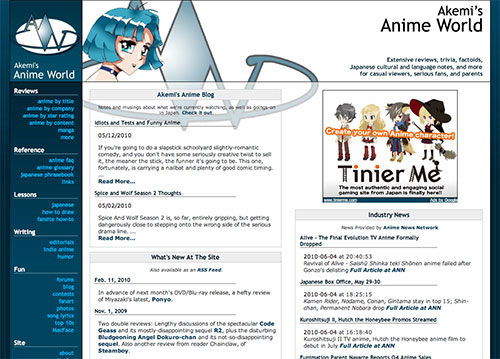 AWD
Akemi's
Anime World
Reviews
anime by title
anime by company
anime by star rating
anime by content
manga
more
Reference
anime faq
anime glossary
japanese phrasebook
links
Lessons
japanese
how to draw
fanshe how-to
Writing
editorials
indie anime
humor
Fun
forums
blog
contests
fanart
photos
song lyrics
top 10s
MacFace
Site
about
Akemi's
Anime World
Extensive reviews, trivia, factoids,
Japanese cultural and language notes, and more
for casual viewers, serious fans, and parents
Akemi's Anime Blog
Notes and musings about what we're currently watching, as well as goings-on
in Japan. Check it out.
Idiots and Tests and Funny Anime
05/12/2010
If you're going to do a slapstick schoolyard slightly-romantic
comedy, and you don't have some seriously creative twist to sell
it, the meaner the shtick, the funnier it's going to be. This one,
fortunately, is carrying a nailbat and plenty of good comic timing.
...
Read More...
Spice and Wolf Season 2 Thoughts
05/12/2010
Spice And Wolf Season 2 is, so far, entirely gripping, but getting
dangerously close to stepping onto the wrong side of the serious
drama line. ...
Read More...
What's New At The Site
Also available as an RSS Feed.
Feb. 11, 2010
In advance of next month's DVD/Blu-ray release, a hefty review
of Miyazaki's latest, Ponyo.
Nov. 1, 2009
Two double reviews: Lengthy discussions of the spectacular Code
Geass and its mostly-disappointing sequel R2, plus the disturbing
Bludgeoning Angel Dokuro-chan and its not-so-disappointing
sequel. Also another review from reader Chainclaw, of
Steamboy.
Create your own Anime character!
Tinier Me
The most authentic and engaging social
gaming site from Japan is finally here!!
www.tinierme.com
Ads by Google
Industry News
News Provided by Anime News Network
Alive - The Final Evolution TV Anime Formally
Dropped
2010-06-04 at 20:40:53
Revival of Alive - Saishū Shinka teki Shōnen anime failed after
Gonzo's delisting Full Article at ANN
Japanese Box Office, May 29-30
2010-06-04 at 18:25:15
Kamen Rider, Nodame, Conan, Gintama stay in top 15; Shin-
chan, Permanent Nobara drop Full Article at ANN
Kuroshitsuji II, Hutch the Honeybee Promos Streamed
2010-06-04 at 16:18:40
Kuroshitsuji II TV anime, Hutch the Honeybee anime film to
debut in July Full Article at ANN
Animation Parent Navarre Reports Q4 Anime Sales